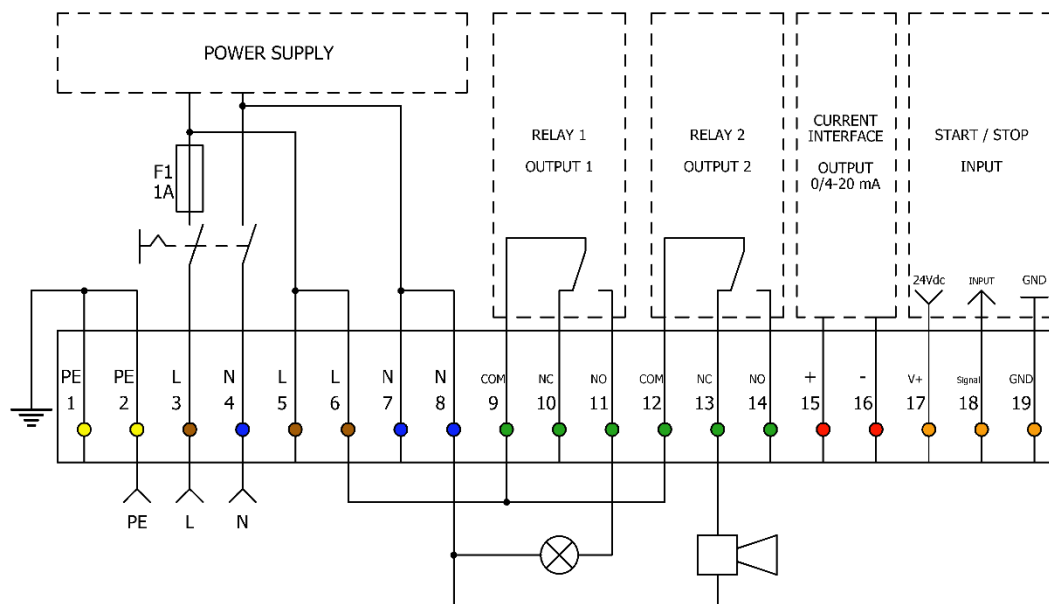 POWER SUPPLY
F1
1A
RELAY 1
OUTPUT 1
RELAY 2
OUTPUT 2
CURRENT
INTERFACE
OUTPUT
0/4-20 mA
START / STOP
INPUT
24Vdc INPUT GND
PE PE L N L L N N COM NC NO COM NC NO + - V+ Signal GND
1 2 3 4 5 6 7 8 9 10 11 12 13 14 15 16 17 18 19
PE L N